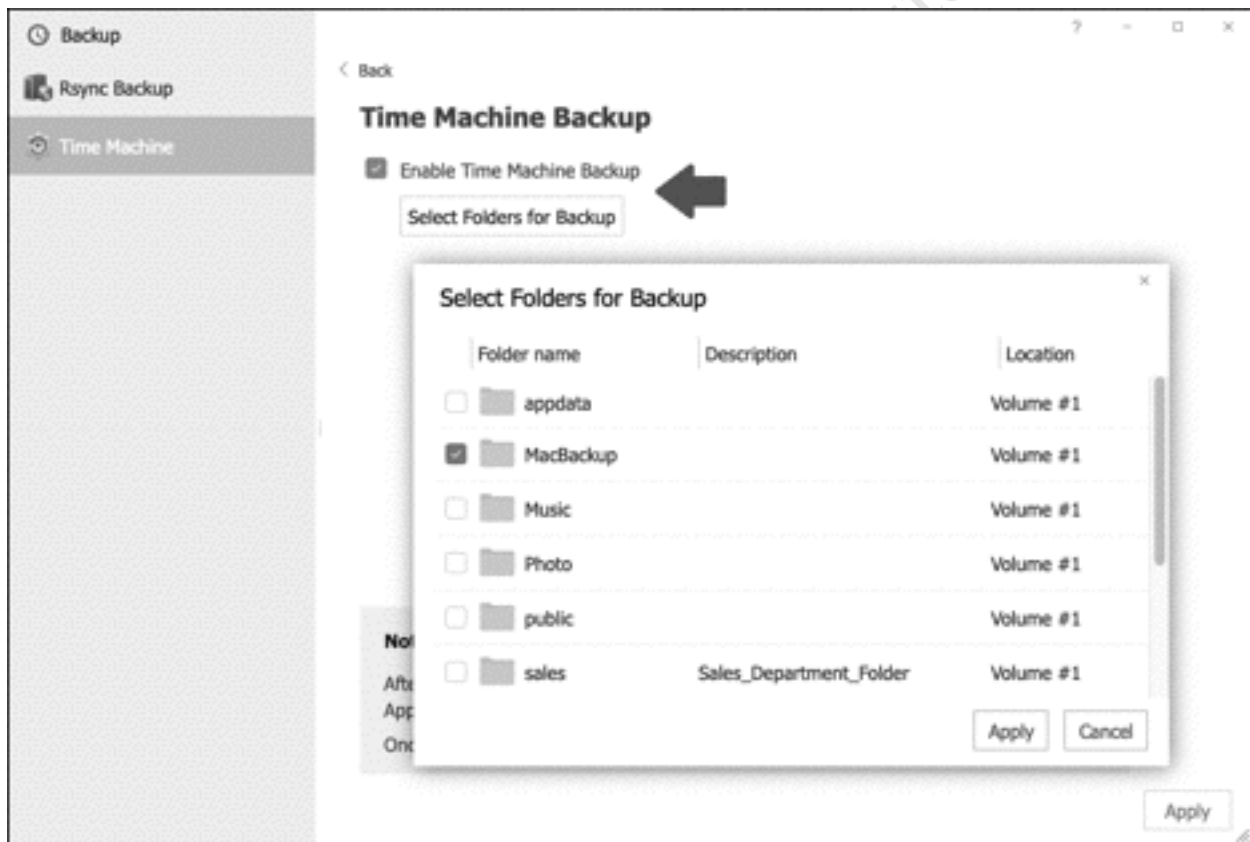 Backup
Rsync Backup
Time Machine
?
Back
Time Machine Backup
Enable Time Machine Backup
Select Folders for Backup
Select Folders for Backup
Folder name Description Location
appdata Volume #1
MacBackup Volume #1
Music Volume #1
Photo Volume #1
public Volume #1
sales Sales_Department_Folder Volume #1
Apply Cancel
Apply